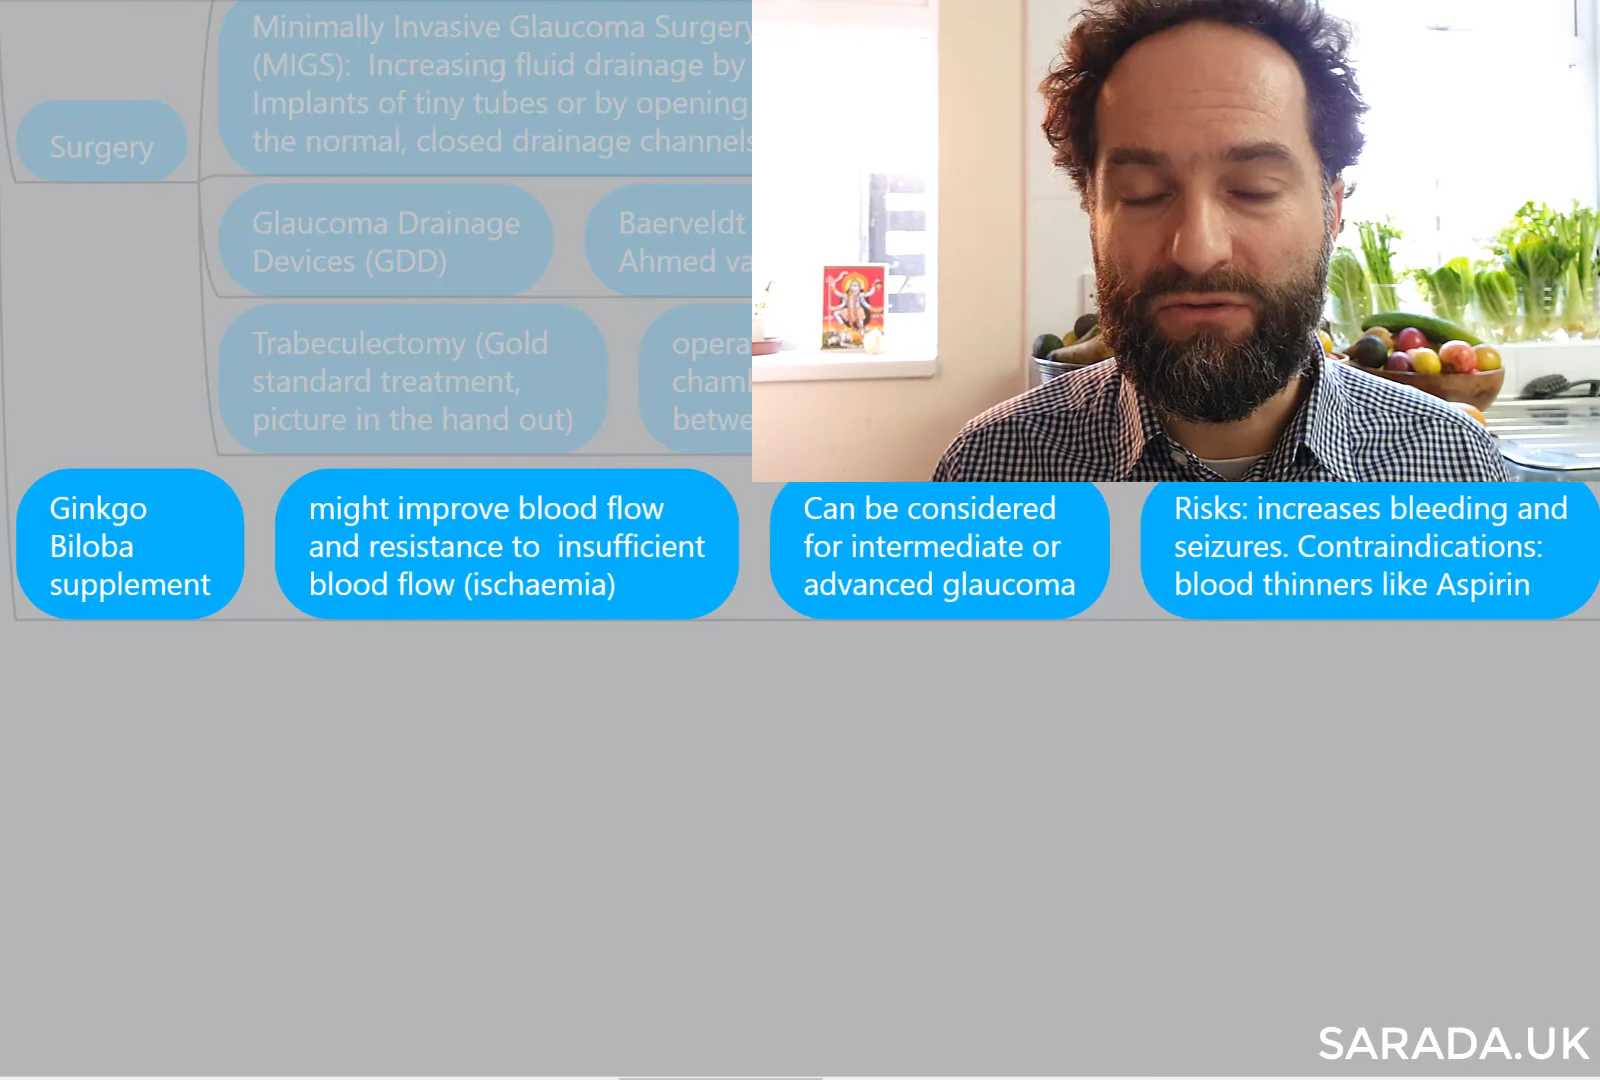 Minimally Invasive Glaucoma Surgery
(MIGS): Increasing fluid drainage by
Implants of tiny tubes or by opening
the normal, closed drainage channels
Surgery
Glaucoma Drainage
Devices (GDD)
Baerveldt
Ahmed
Trabeculectomy (Gold
standard treatment,
picture in the hand out)
Ginkgo
Biloba
supplement
might improve blood flow
and resistance to insufficient
blood flow (ischaemia)
Can be considered
for intermediate or
advanced glaucoma
Risks: increases bleeding and
seizures. Contraindications:
blood thinners like Aspirin
SARADA.UK